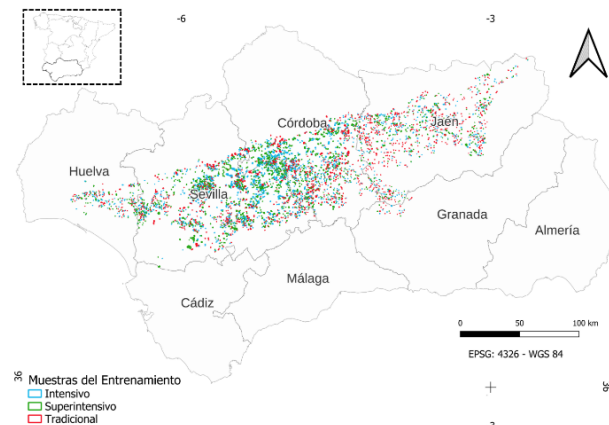 -6
-3
Córdoba
Jaén
Huelva
Sevilla
Granada
Almería
Málaga
Cádiz
0 50 100 km
EPSG: 4326 - WGS 84
36
36
Muestras del Entrenamiento
Intensivo
Superintensivo
Tradicional